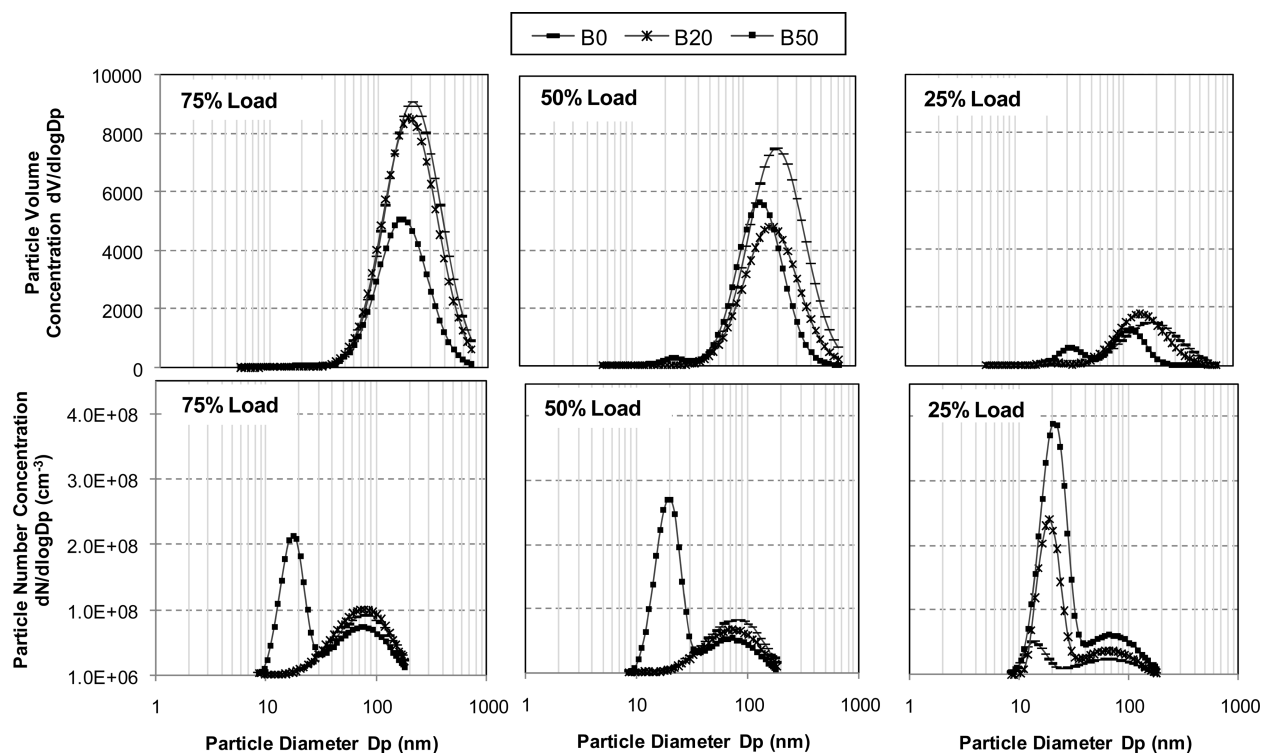 B0 B20 B50
Particle Volume
Concentration dV/dlogDp
10000
8000
6000
4000
2000
0
75% Load
50% Load
25% Load
Particle Number Concentration
dN/dlogDp (cm⁻³)
4.0E+08
3.0E+08
2.0E+08
1.0E+08
1.0E+06
75% Load
50% Load
25% Load
1 10 100 1000
1 10 100 1000
1 10 100 1000
Particle Diameter Dp (nm)
Particle Diameter Dp (nm)
Particle Diameter Dp (nm)